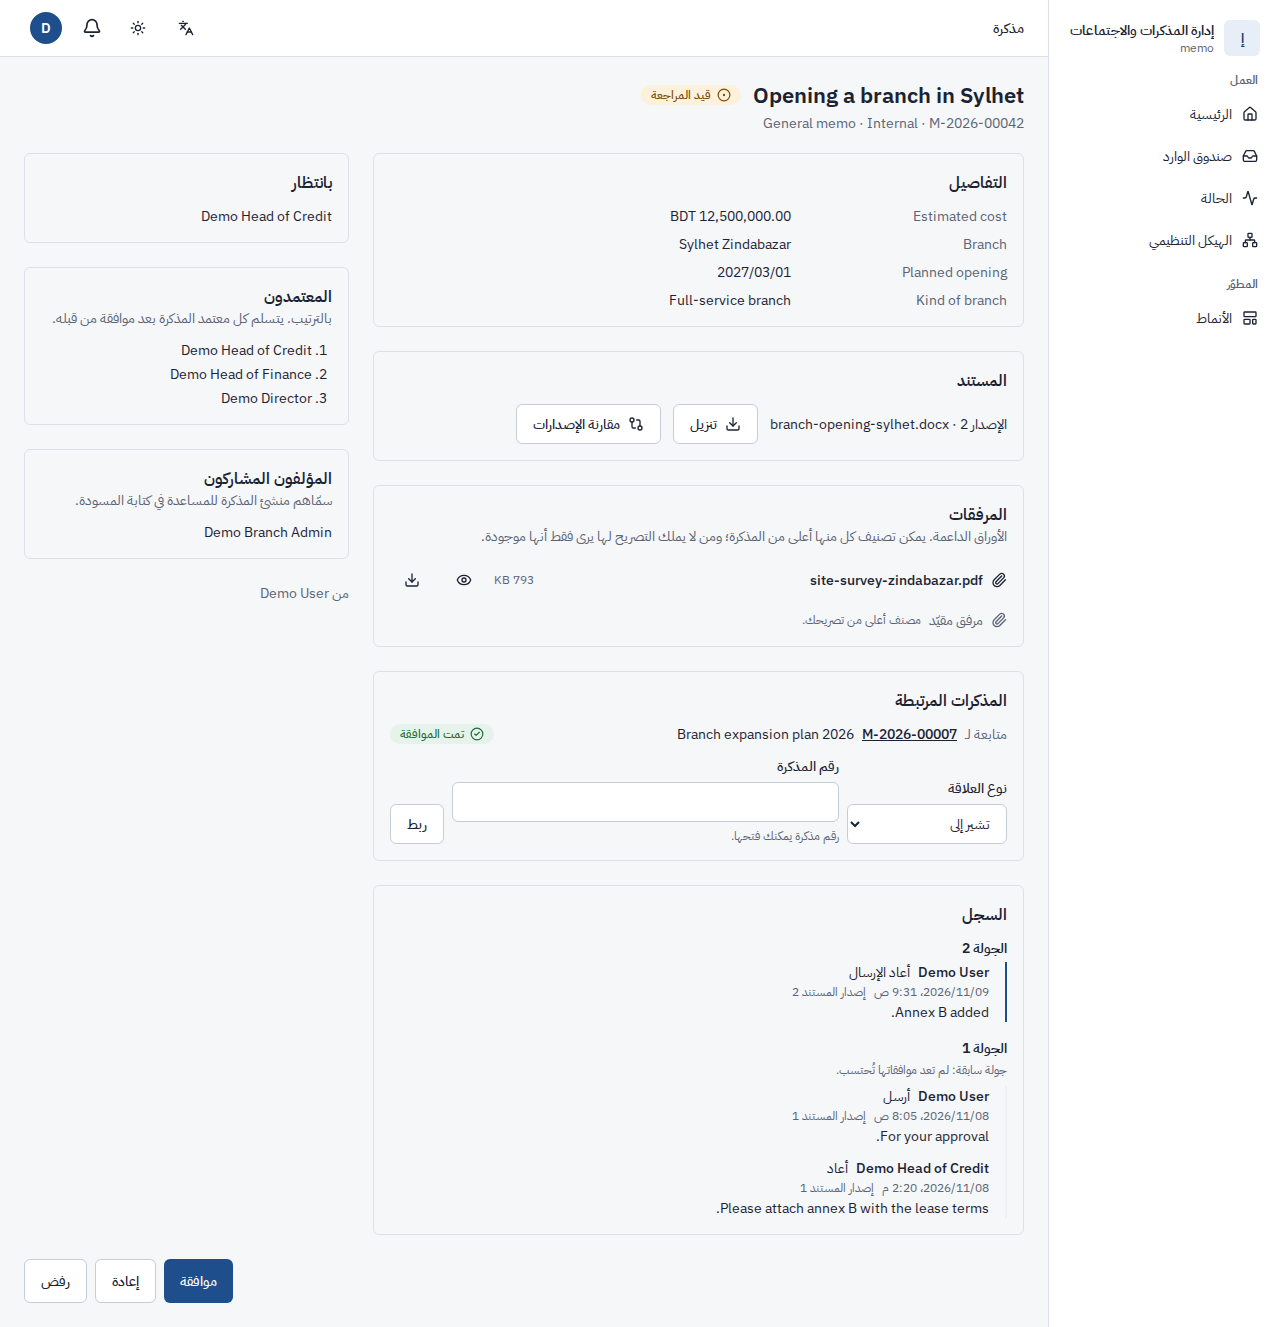 إدارة المذكرات والاجتماعات
memo
إ
العمل
الرئيسية
صندوق الوارد
الحالة
الهيكل التنظيمي
المطوّر
الأنماط
مذكرة
D
Opening a branch in Sylhet
قيد المراجعة
General memo · Internal · M-2026-00042
التفاصيل
Estimated cost BDT 12,500,000.00
Branch Sylhet Zindabazar
Planned opening 2027/03/01
Kind of branch Full-service branch
المستند
الإصدار 2 · branch-opening-sylhet.docx
تنزيل
مقارنة الإصدارات
المرفقات
الأوراق الداعمة. يمكن تصنيف كل منها أعلى من المذكرة؛ ومن لا يملك التصريح لها يرى فقط أنها موجودة.
site-survey-zindabazar.pdf 793 KB
مرفق مقيّد مصنف أعلى من تصريحك.
المذكرات المرتبطة
متابعة لـ M-2026-00007 Branch expansion plan 2026 تمت الموافقة
نوع العلاقة
تشير إلى
رقم المذكرة
رقم مذكرة يمكنك فتحها.
ربط
السجل
الجولة 2
Demo User أعاد الإرسال
2026/11/09، 9:31 ص إصدار المستند 2
Annex B added.
الجولة 1
جولة سابقة: لم تعد موافقاتها تُحتسب.
Demo User أرسل
2026/11/08، 8:05 ص إصدار المستند 1
For your approval.
Demo Head of Credit أعاد
2026/11/08، 2:20 م إصدار المستند 1
Please attach annex B with the lease terms.
بانتظار
Demo Head of Credit
المعتمدون
بالترتيب. يتسلم كل معتمد المذكرة بعد موافقة من قبله.
1. Demo Head of Credit
2. Demo Head of Finance
3. Demo Director
المؤلفون المشاركون
سمّاهم منشئ المذكرة للمساعدة في كتابة المسودة.
Demo Branch Admin
من Demo User
موافقة
إعادة
رفض